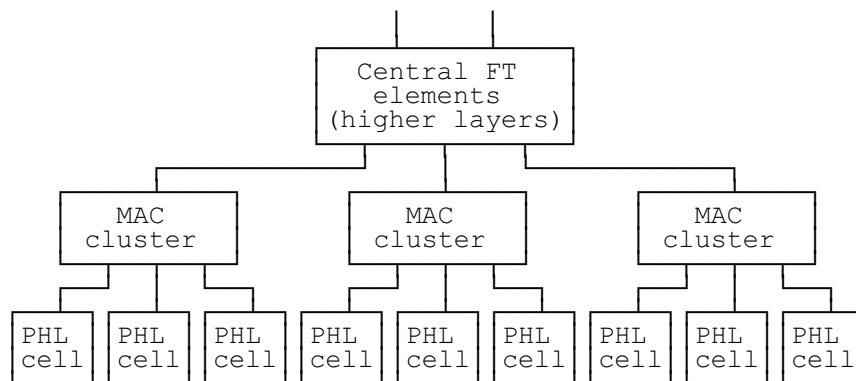 Central FT
elements
(higher layers)
MAC
cluster
MAC
cluster
MAC
cluster
PHL
cell
PHL
cell
PHL
cell
PHL
cell
PHL
cell
PHL
cell
PHL
cell
PHL
cell
PHL
cell